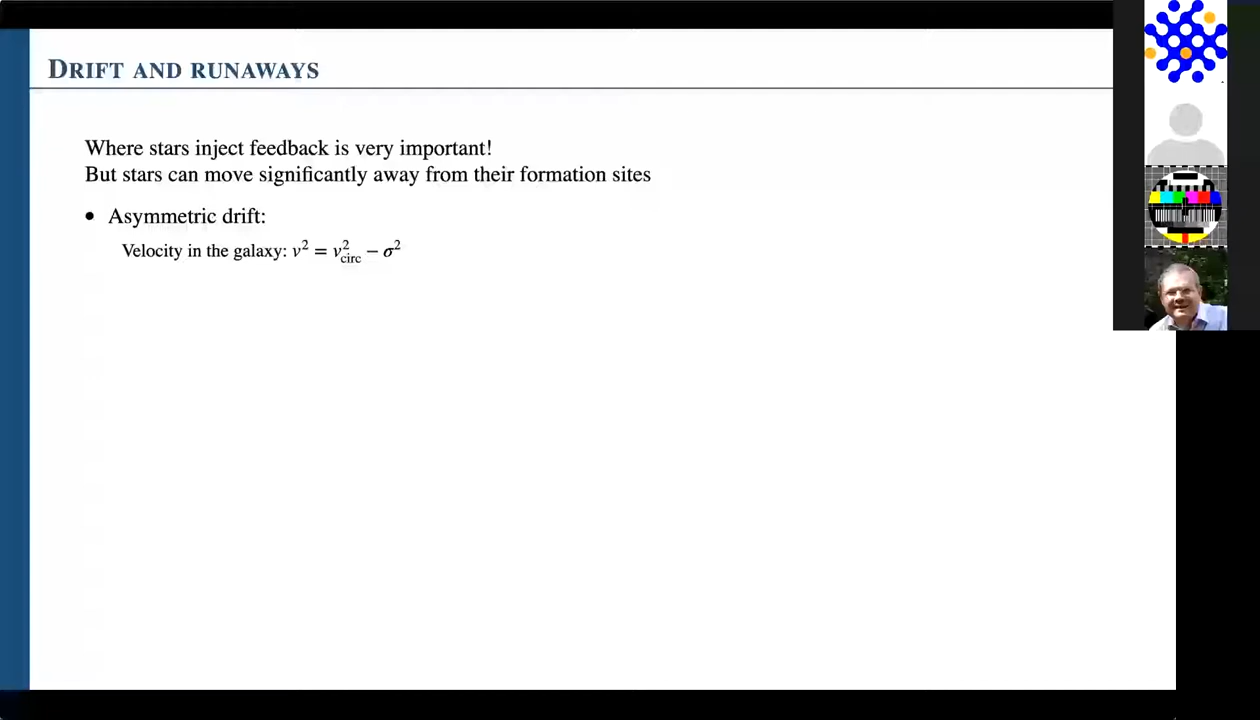 DRIFT AND RUNAWAYS
Where stars inject feedback is very important!
But stars can move significantly away from their formation sites
• Asymmetric drift:
Velocity in the galaxy: v² = v²circ − σ²